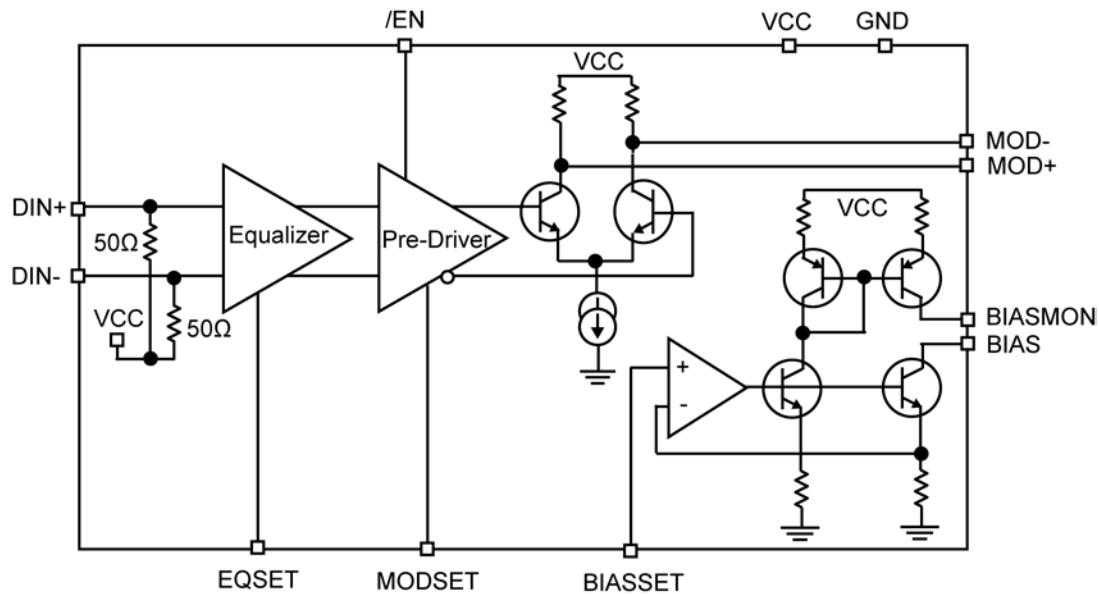 /EN
VCC
GND
VCC
MOD-
MOD+
DIN+
50Ω
Equalizer
Pre-Driver
VCC
DIN-
VCC
50Ω
BIASMON
BIAS
+
-
EQSET
MODSET
BIASSET